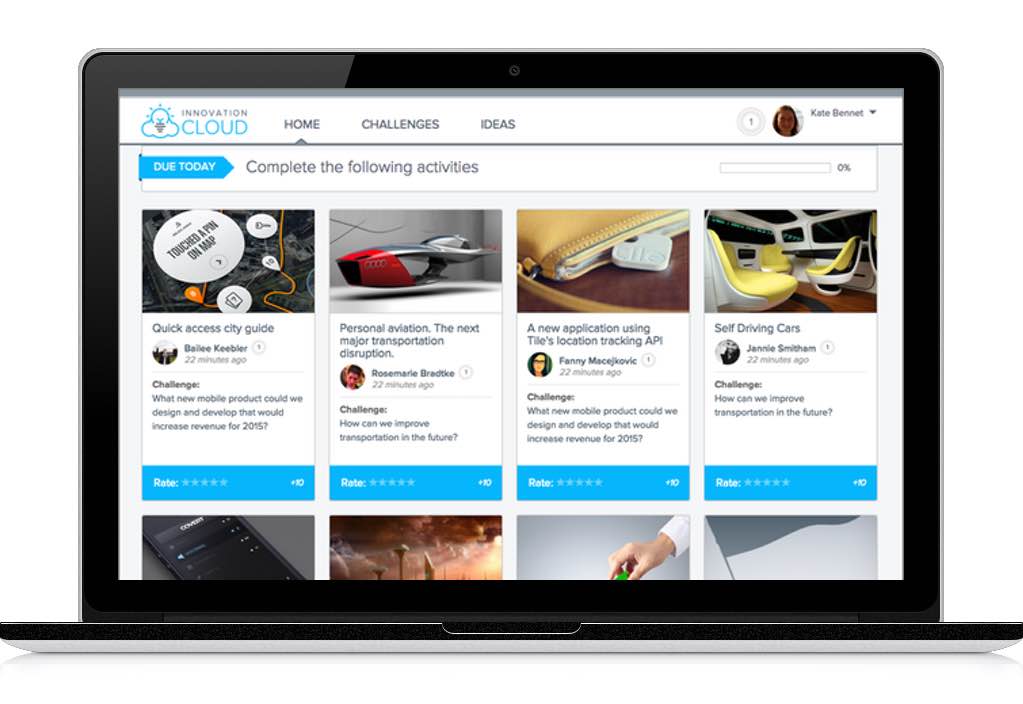 INNOVATION
CLOUD
HOME
CHALLENGES
IDEAS
1
Kate Bennet
DUE TODAY
Complete the following activities
0%
TOUCHED A PIN
ON MAP
AUDI
Quick access city guide
Bailee Keebler 1
22 minutes ago
Challenge:
What new mobile product could we
design and develop that would
increase revenue for 2015?
Rate:
+10
Personal aviation. The next
major transportation
disruption.
Rosemarie Bradtke 1
22 minutes ago
Challenge:
How can we improve
transportation in the future?
Rate:
+10
A new application using
Tile's location tracking API
Fanny Macejkovic 1
22 minutes ago
Challenge:
What new mobile product could we
design and develop that would
increase revenue for 2015?
Rate:
+10
Self Driving Cars
Jannie Smitham 1
22 minutes ago
Challenge:
How can we improve
transportation in the future?
Rate:
+10
COVERT